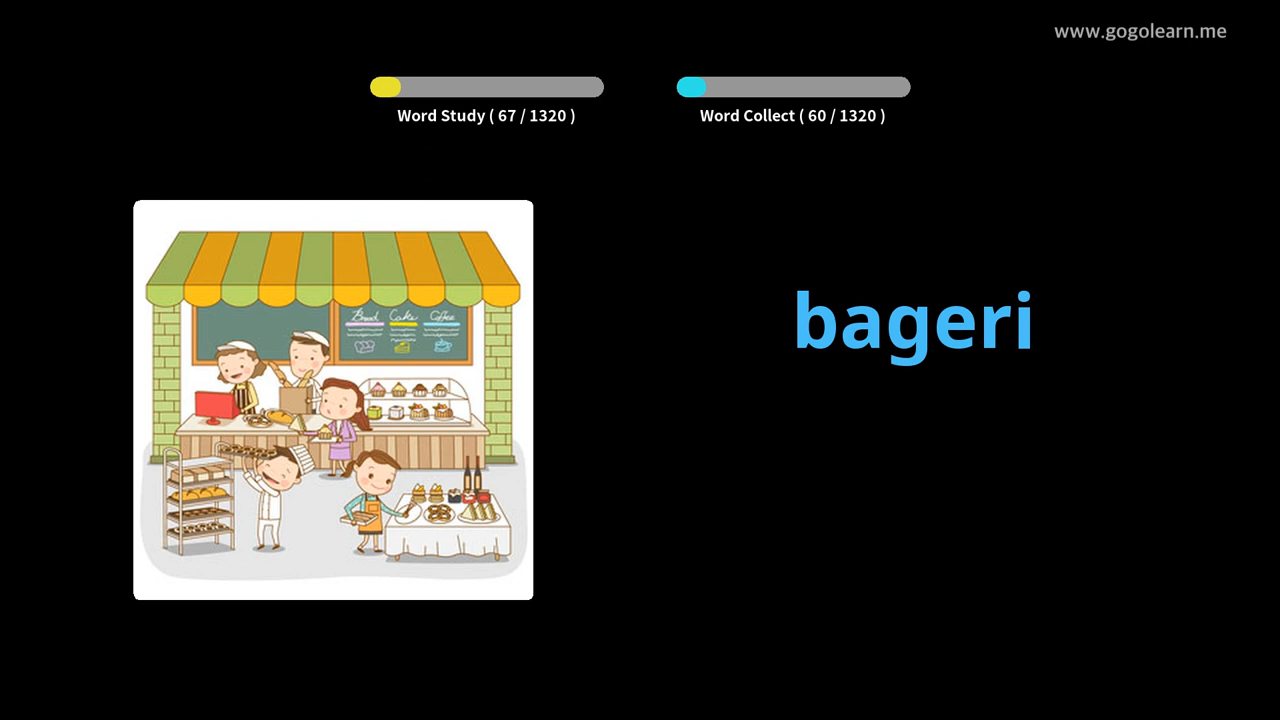 www.gogolearn.me
Word Study ( 67 / 1320 )
Word Collect ( 60 / 1320 )
Bread Cake Coffee
bageri